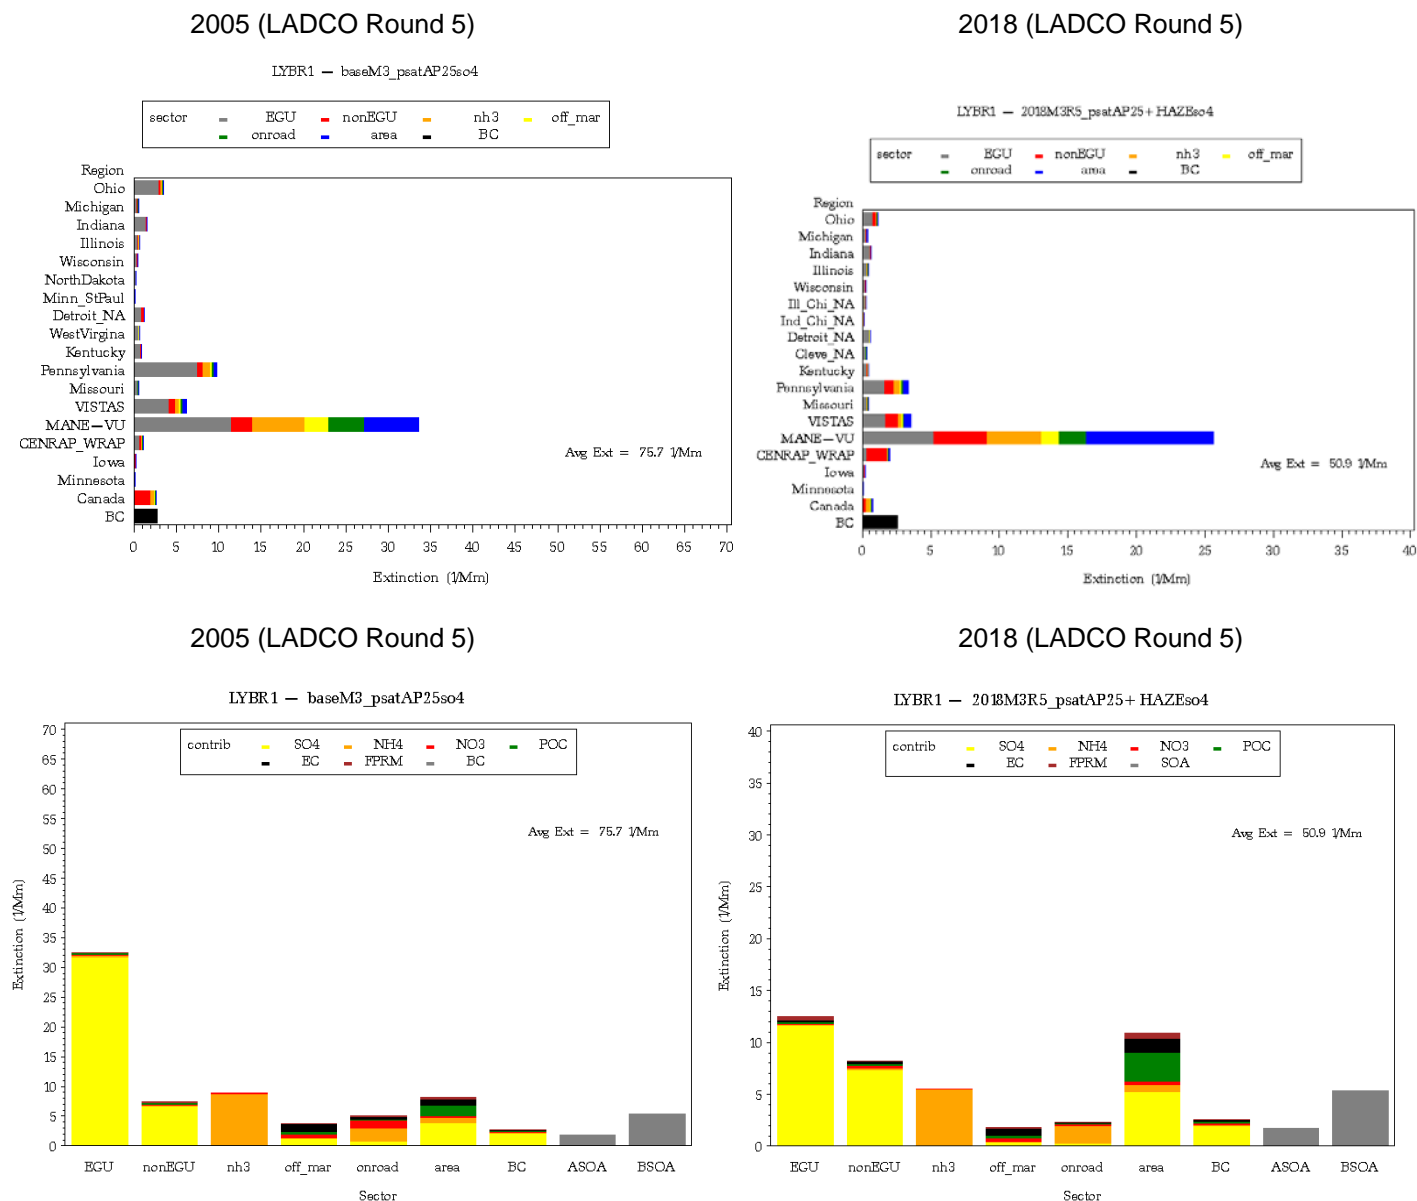 2005 (LADCO Round 5)
LYBR1 — baseM3_psatAP25so4
sector EGU nonEGU nh3 off_mar
onroad area BC
Region
Ohio
Michigan
Indiana
Illinois
Wisconsin
NorthDakota
Minn_StPaul
Detroit_NA
WestVirgina
Kentucky
Pennsylvania
Missouri
VISTAS
MANE-VU
CENRAP_WRAP
Iowa
Minnesota
Canada
BC
Avg Ext = 75.7 1/Mm
0 5 10 15 20 25 30 35 40 45 50 55 60 65 70
Extinction (1/Mm)
2018 (LADCO Round 5)
LYBR1 — 2018M3R5_psatAP25+HAZEso4
sector EGU nonEGU nh3 off_mar
onroad area BC
Region
Ohio
Michigan
Indiana
Illinois
Wisconsin
Ill_Chi_NA
Ind_Chi_NA
Detroit_NA
Cleve_NA
Kentucky
Pennsylvania
Missouri
VISTAS
MANE-VU
CENRAP_WRAP
Iowa
Minnesota
Canada
BC
Avg Ext = 50.9 1/Mm
0 5 10 15 20 25 30 35 40
Extinction (1/Mm)
2005 (LADCO Round 5)
LYBR1 — baseM3_psatAP25so4
contrib SO4 NH4 NO3 POC
EC FPRM BC
Avg Ext = 75.7 1/Mm
70
65
60
55
50
45
40
35
30
25
20
15
10
5
0
Extinction (1/Mm)
EGU nonEGU nh3 off_mar onroad area BC ASOA BSOA
Sector
2018 (LADCO Round 5)
LYBR1 — 2018M3R5_psatAP25+HAZEso4
contrib SO4 NH4 NO3 POC
EC FPRM SOA
Avg Ext = 50.9 1/Mm
40
35
30
25
20
15
10
5
0
Extinction (1/Mm)
EGU nonEGU nh3 off_mar onroad area BC ASOA BSOA
Sector